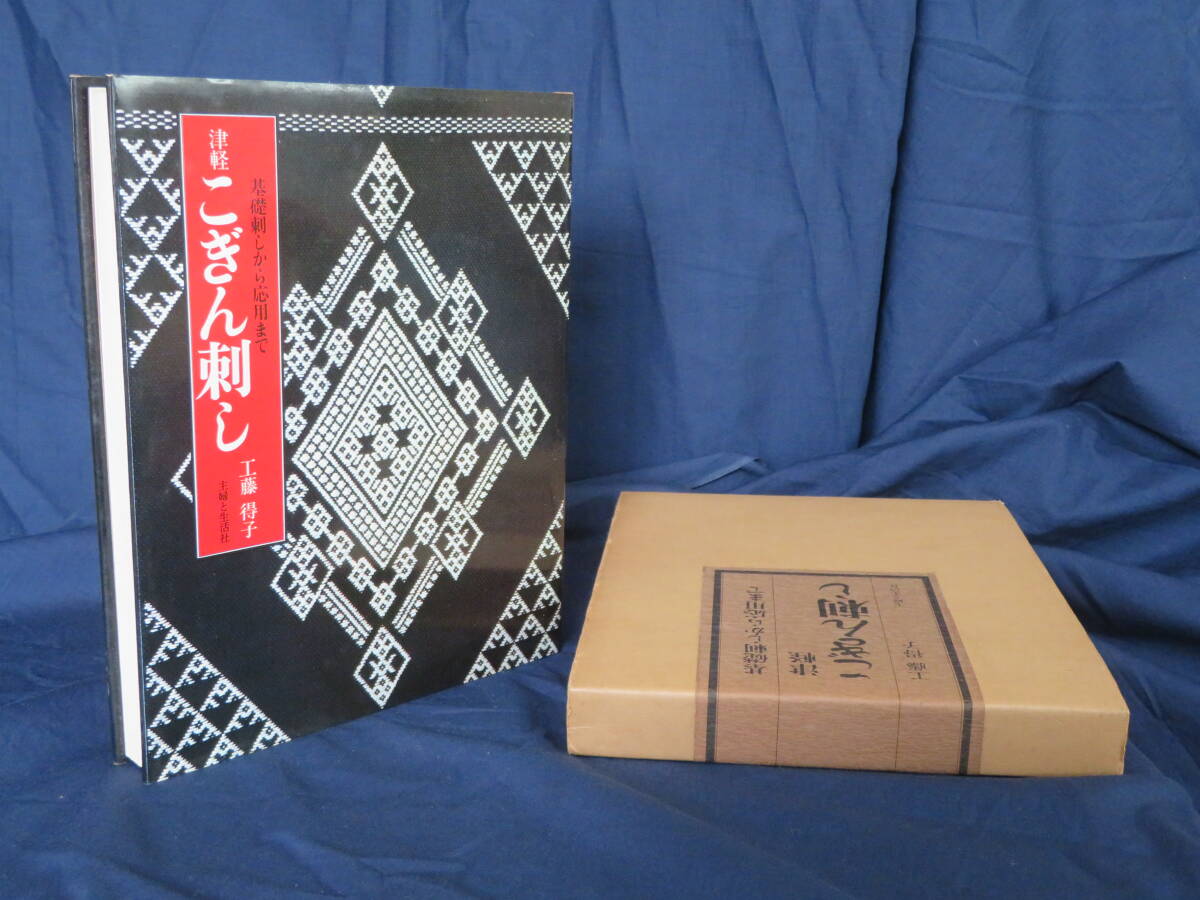 津軽
こぎん刺し
基礎刺しから応用まで
工藤 得子
主婦と生活社
基礎刺しから応用まで
津軽
こぎん刺し
工藤 得子